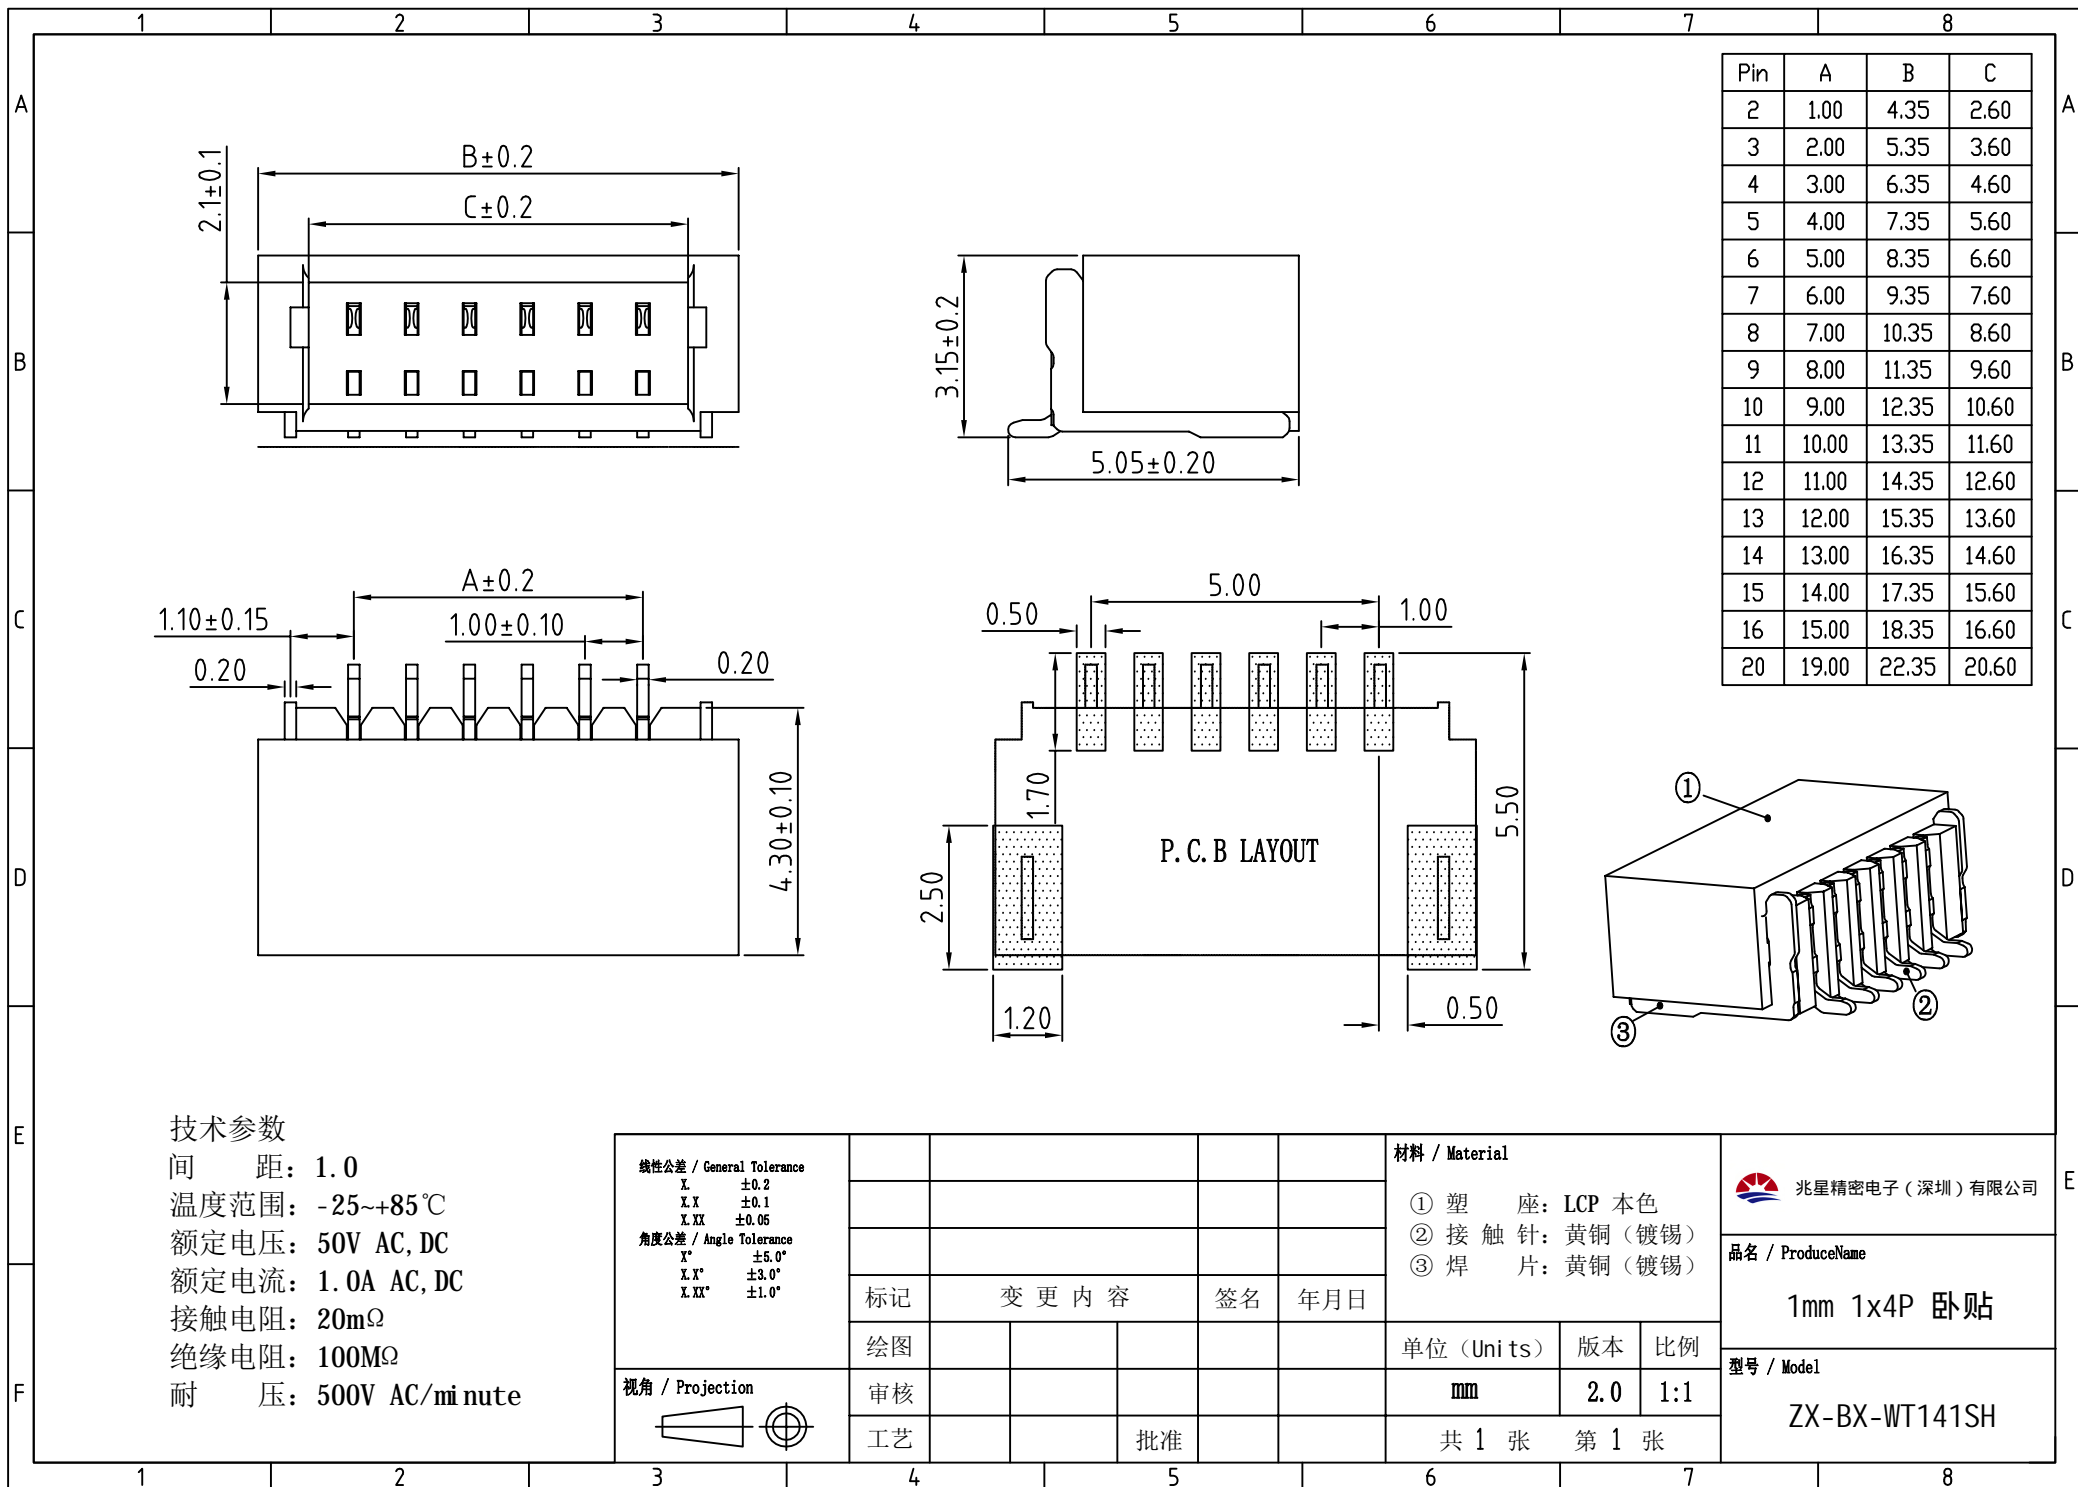 1 2 3 4 5 6 7 8
A
B
C
D
E
F
A
B
C
D
E
Pin A B C
2 1.00 4.35 2.60
3 2.00 5.35 3.60
4 3.00 6.35 4.60
5 4.00 7.35 5.60
6 5.00 8.35 6.60
7 6.00 9.35 7.60
8 7.00 10.35 8.60
9 8.00 11.35 9.60
10 9.00 12.35 10.60
11 10.00 13.35 11.60
12 11.00 14.35 12.60
13 12.00 15.35 13.60
14 13.00 16.35 14.60
15 14.00 17.35 15.60
16 15.00 18.35 16.60
20 19.00 22.35 20.60
B±0.2
C±0.2
2.1±0.1
3.15±0.2
5.05±0.20
A±0.2
1.10±0.15
1.00±0.10
0.20
0.20
4.30±0.10
5.00
0.50
1.00
1.70
5.50
2.50
P.C.B LAYOUT
1.20
0.50
①
②
③
技术参数
间 距: 1.0
温度范围: -25~+85℃
额定电压: 50V AC,DC
额定电流: 1.0A AC,DC
接触电阻: 20mΩ
绝缘电阻: 100MΩ
耐 压: 500V AC/minute
线性公差 / General Tolerance
X. ±0.2
X.X ±0.1
X.XX ±0.05
角度公差 / Angle Tolerance
X° ±5.0°
X.X° ±3.0°
X.XX° ±1.0°
视角 / Projection
标记 变更内容 签名 年月日
绘图
审核
工艺 批准
材料 / Material
① 塑 座: LCP 本色
② 接触针: 黄铜（镀锡）
③ 焊 片: 黄铜（镀锡）
单位（Units） 版本 比例
mm 2.0 1:1
共 1 张 第 1 张
兆星精密电子（深圳）有限公司
品名 / ProduceName
1mm 1x4P 卧贴
型号 / Model
ZX-BX-WT141SH
1 2 3 4 5 6 7 8